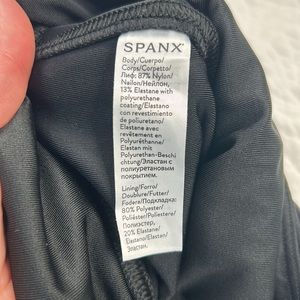 SPANX®
Body/Cuerpo/
Corps/Corpetto/
Лиф: 87% Nylon/
Nailon/Нейлон,
13% Elastane with
polyurethane
coating/Elastano
con revestimiento
de poliuretano/
Elastane avec
revêtement en
Polyuréthanne/
Elastan mit
Polyurethan-Beschi
chtung/Эластан с
полиуретановым
покрытием.
Lining/Forro/
Doublure/Futter/
Fodera/Подкладка:
80% Polyester/
Poliéster/Poliestere/
Полиэстер,
20% Elastane/
Elastano/Elastan/
Эластан.